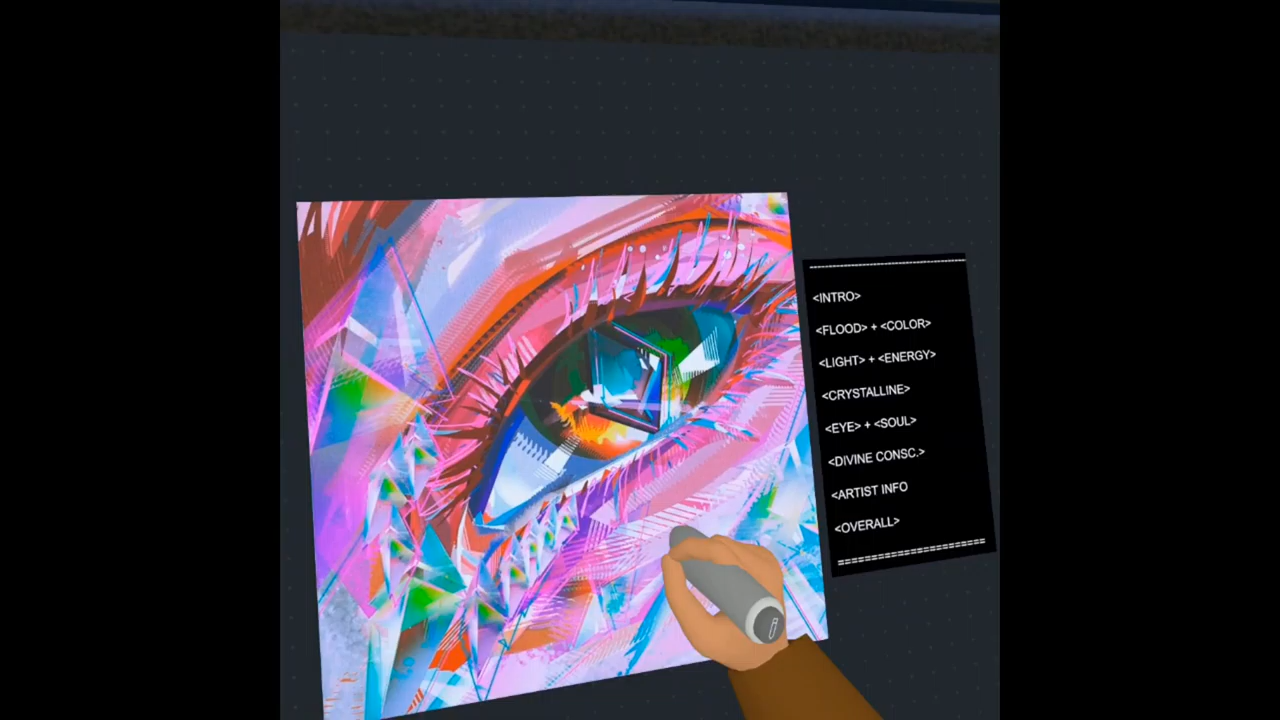 <INTRO>
<FLOOD> + <COLOR>
<LIGHT> + <ENERGY>
<CRYSTALLINE>
<EYE> + <SOUL>
<DIVINE CONSC.>
<ARTIST INFO
<OVERALL>